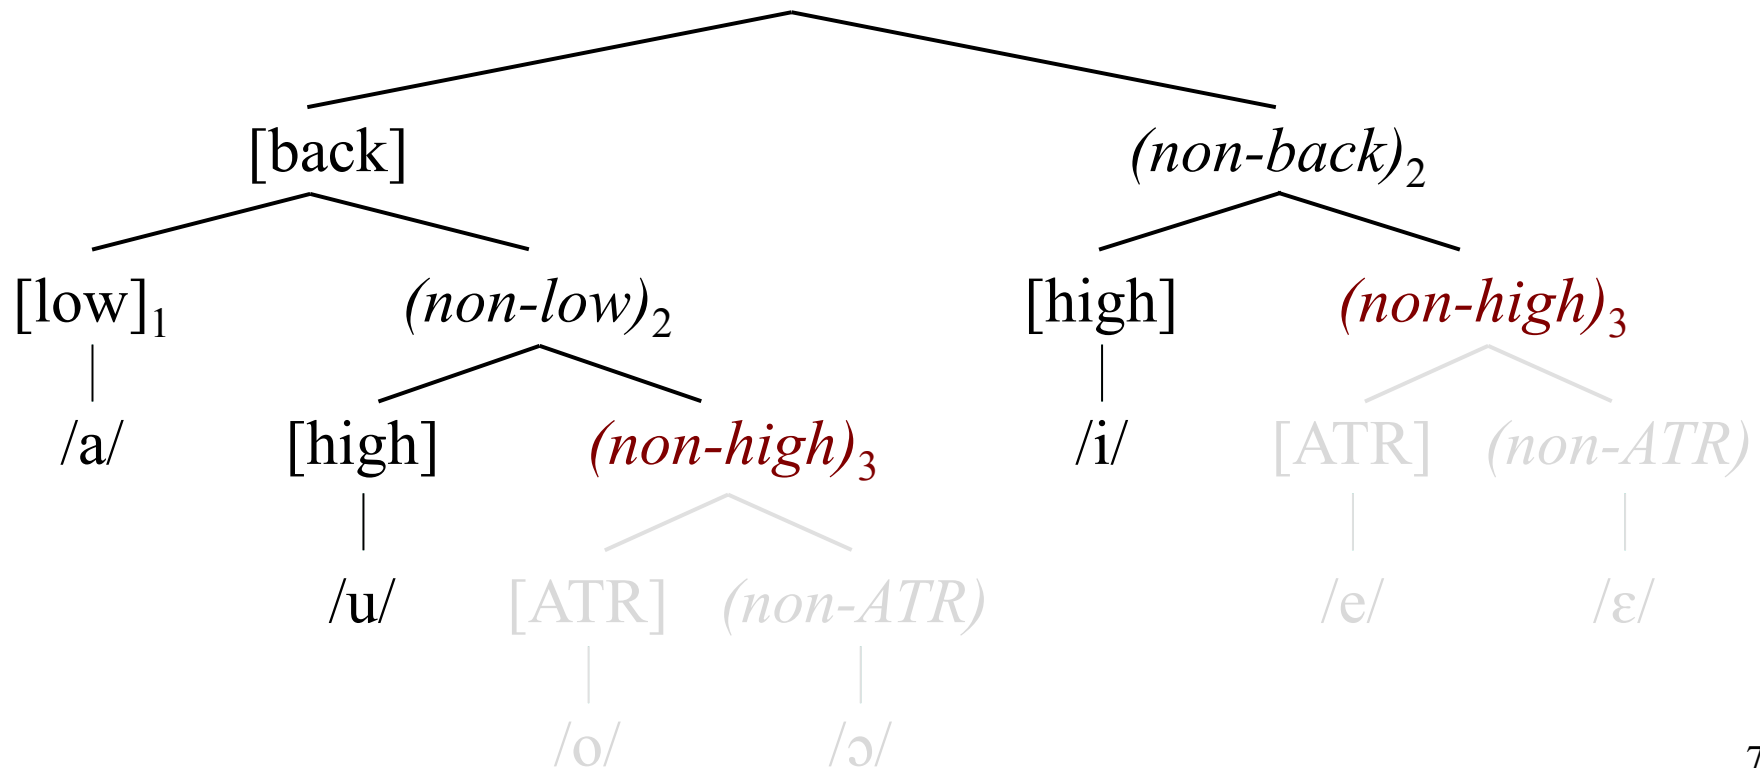 [back] (non-back)₂
[low]₁ (non-low)₂ [high] (non-high)₃
/a/ [high] (non-high)₃ /i/ [ATR] (non-ATR)
/u/ [ATR] (non-ATR) /e/ /ɛ/
/o/ /ɔ/
7